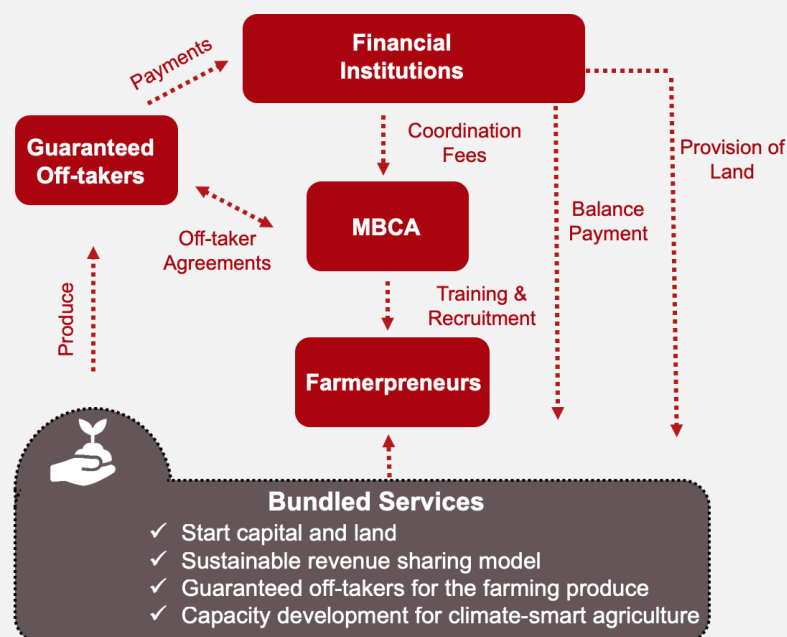 Financial
Institutions
Payments
Guaranteed
Off-takers
Coordination
Fees
Provision of
Land
MBCA
Balance
Payment
Off-taker
Agreements
Training &
Recruitment
Produce
Farmerpreneurs
Bundled Services
✓ Start capital and land
✓ Sustainable revenue sharing model
✓ Guaranteed off-takers for the farming produce
✓ Capacity development for climate-smart agriculture